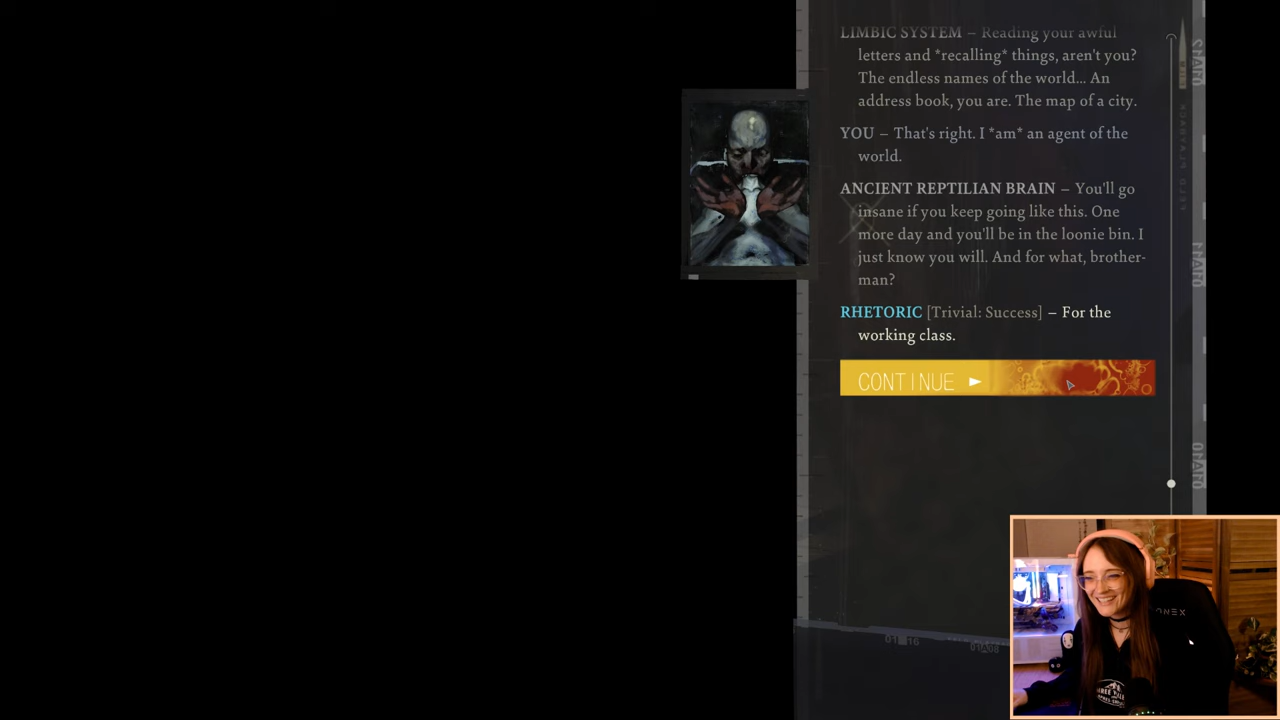 LIMBIC SYSTEM – Reading your awful
letters and *recalling* things, aren't you?
The endless names of the world... An
address book, you are. The map of a city.
YOU – That's right. I *am* an agent of the
world.
ANCIENT REPTILIAN BRAIN – You'll go
insane if you keep going like this. One
more day and you'll be in the loonie bin. I
just know you will. And for what, brother-
man?
RHETORIC [Trivial: Success] – For the
working class.
CONTINUE